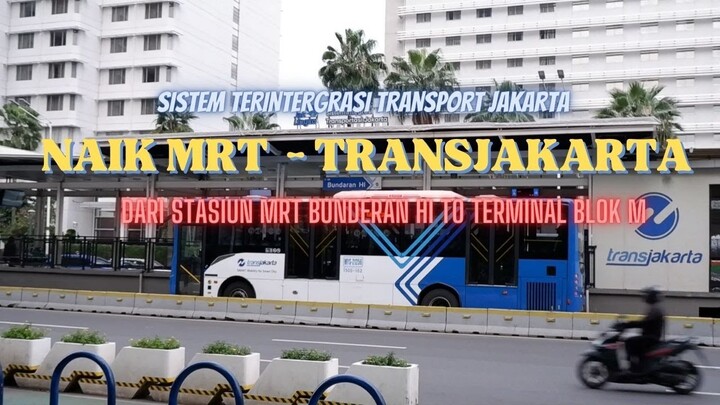 SISTEM TERINTERGRASI TRANSPORT JAKARTA
NAIK MRT - TRANSJAKARTA
Bundaran HI
DARI STASIUN MRT BUNDERAN HI TO TERMINAL BLOK M
transjakarta
transjakarta